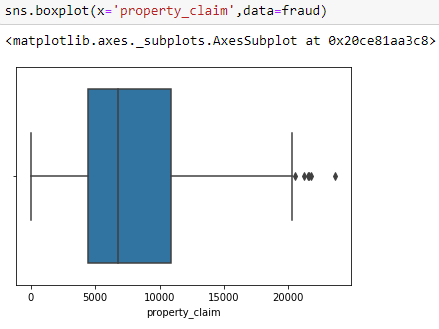 sns.boxplot(x='property_claim',data=fraud)
<matplotlib.axes._subplots.AxesSubplot at 0x20ce81aa3c8>
0 5000 10000 15000 20000
property_claim